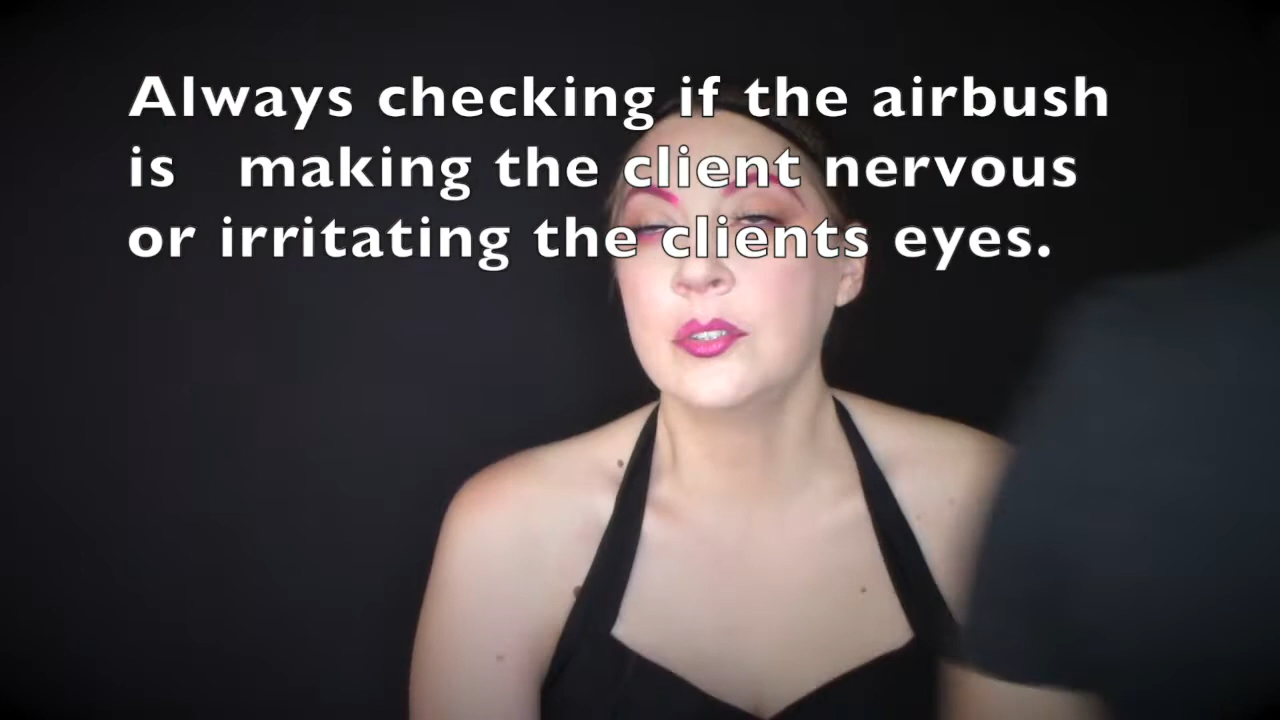 Always checking if the airbush
is making the client nervous
or irritating the clients eyes.